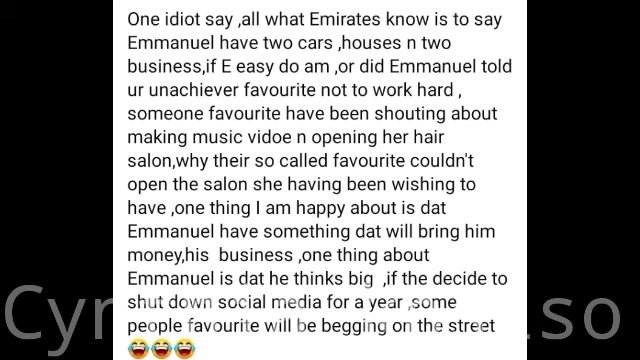 One idiot say ,all what Emirates know is to say
Emmanuel have two cars ,houses n two
business,if E easy do am ,or did Emmanuel told
ur unachiever favourite not to work hard ,
someone favourite have been shouting about
making music vidoe n opening her hair
salon,why their so called favourite couldn't
open the salon she having been wishing to
have ,one thing I am happy about is dat
Emmanuel have something dat will bring him
money,his  business ,one thing about
Emmanuel is dat he thinks big  ,if the decide to
shut down social media for a year ,some
people favourite will be begging on the street
😂😂😂